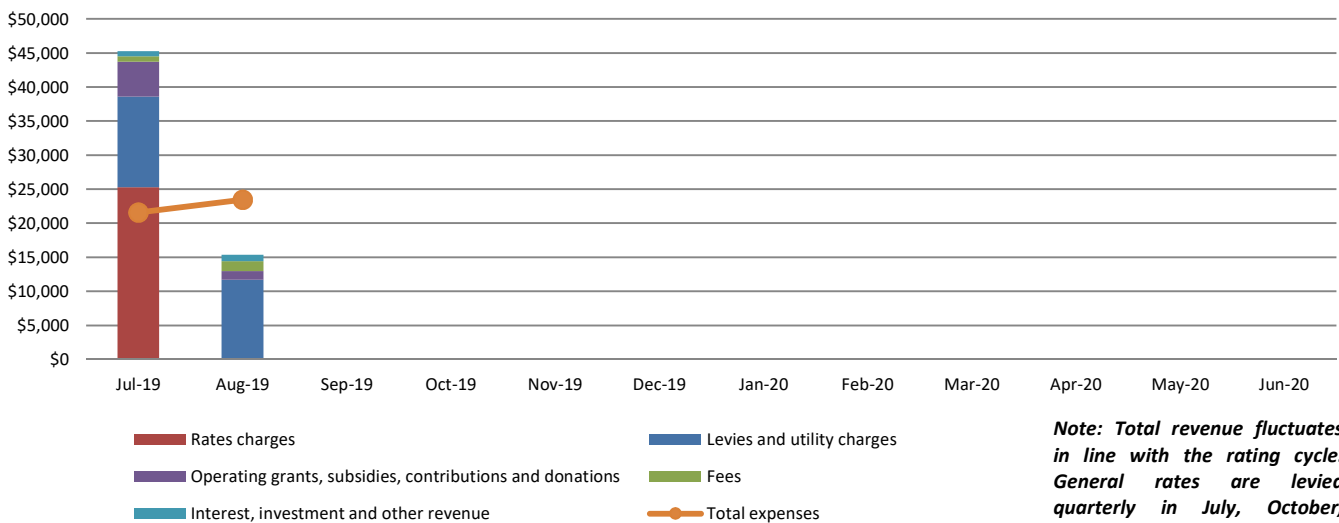 $50,000
$45,000
$40,000
$35,000
$30,000
$25,000
$20,000
$15,000
$10,000
$5,000
$0
Jul-19 Aug-19 Sep-19 Oct-19 Nov-19 Dec-19 Jan-20 Feb-20 Mar-20 Apr-20 May-20 Jun-20
Rates charges Levies and utility charges
Operating grants, subsidies, contributions and donations Fees
Interest, investment and other revenue Total expenses
Note: Total revenue fluctuates
in line with the rating cycle.
General rates are levied
quarterly in July, October,